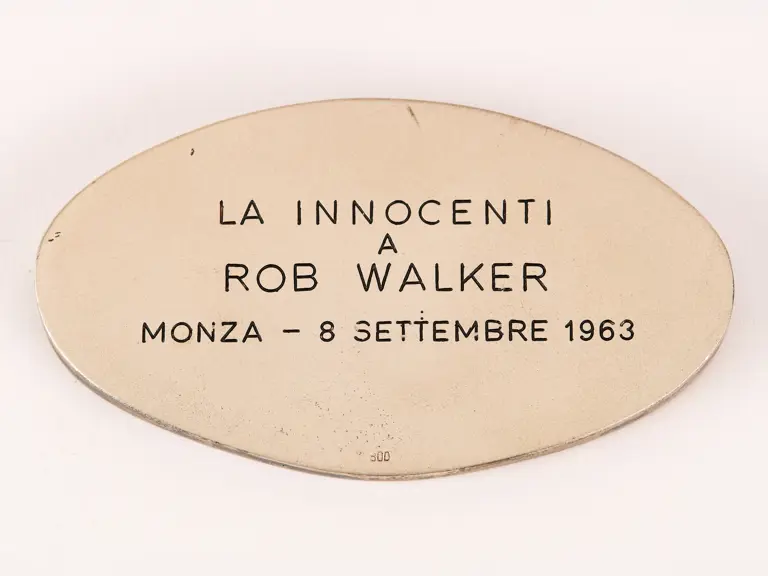 LA INNOCENTI
A
ROB WALKER
MONZA – 8 SETTEMBRE 1963
800